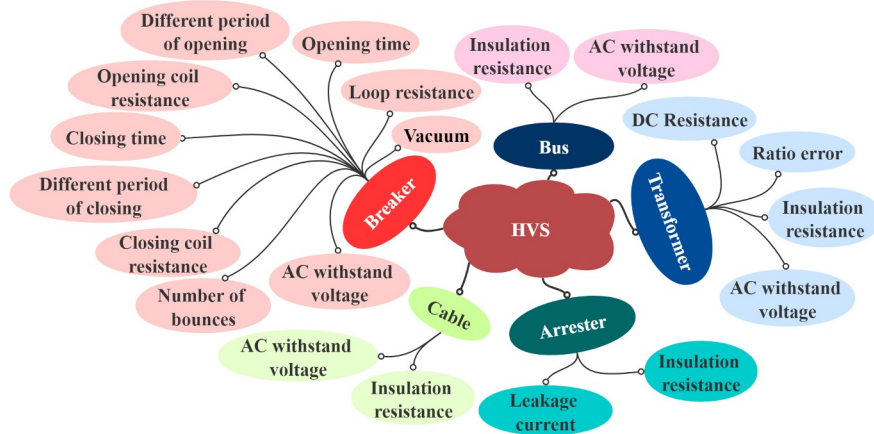 Different period
of opening
Opening time
Opening coil
resistance
Loop resistance
Closing time
Vacuum
Different period
of closing
Breaker
Closing coil
resistance
Number of
bounces
AC withstand
voltage
Insulation
resistance
AC withstand
voltage
Bus
DC Resistance
Ratio error
Insulation
resistance
AC withstand
voltage
Transformer
HVS
Cable
AC withstand
voltage
Insulation
resistance
Arrester
Leakage
current
Insulation
resistance